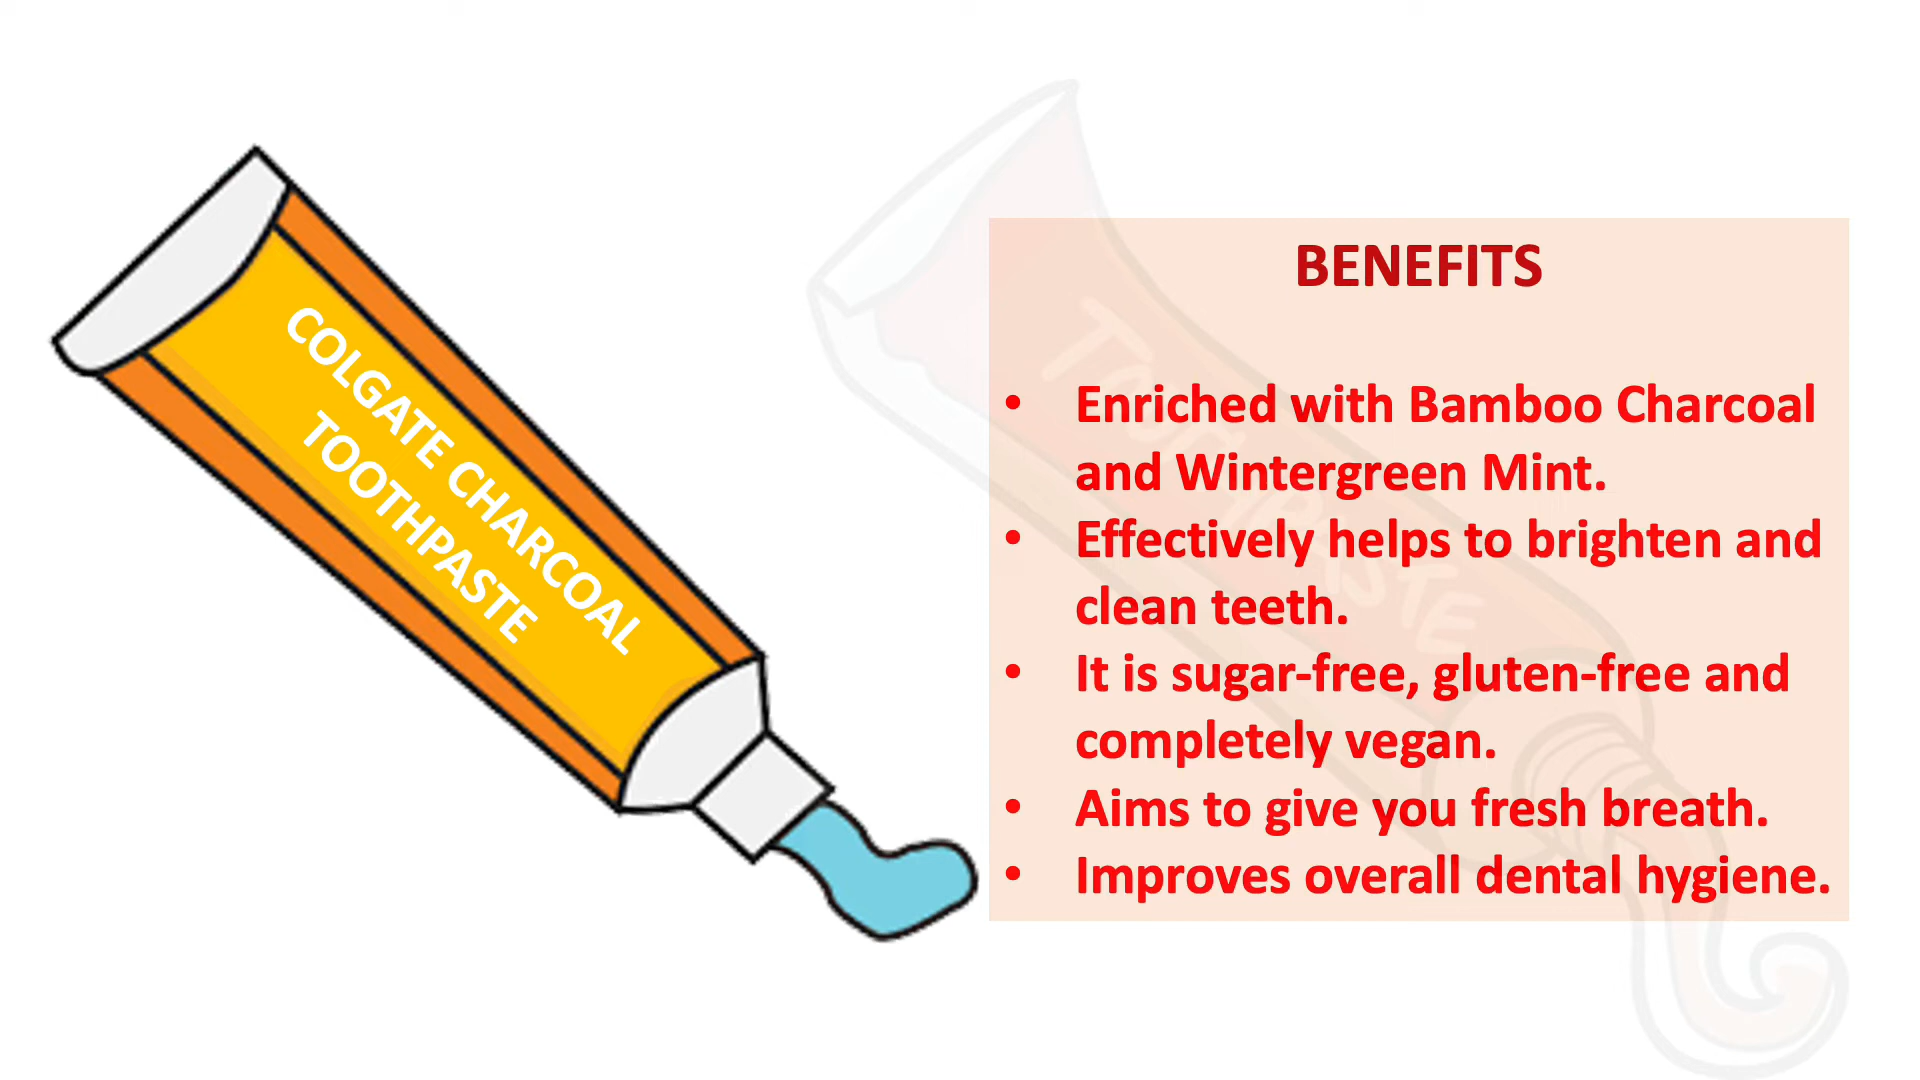 COLGATE CHARCOAL
TOOTHPASTE
BENEFITS
• Enriched with Bamboo Charcoal
and Wintergreen Mint.
• Effectively helps to brighten and
clean teeth.
• It is sugar-free, gluten-free and
completely vegan.
• Aims to give you fresh breath.
• Improves overall dental hygiene.
TOOTHPASTE